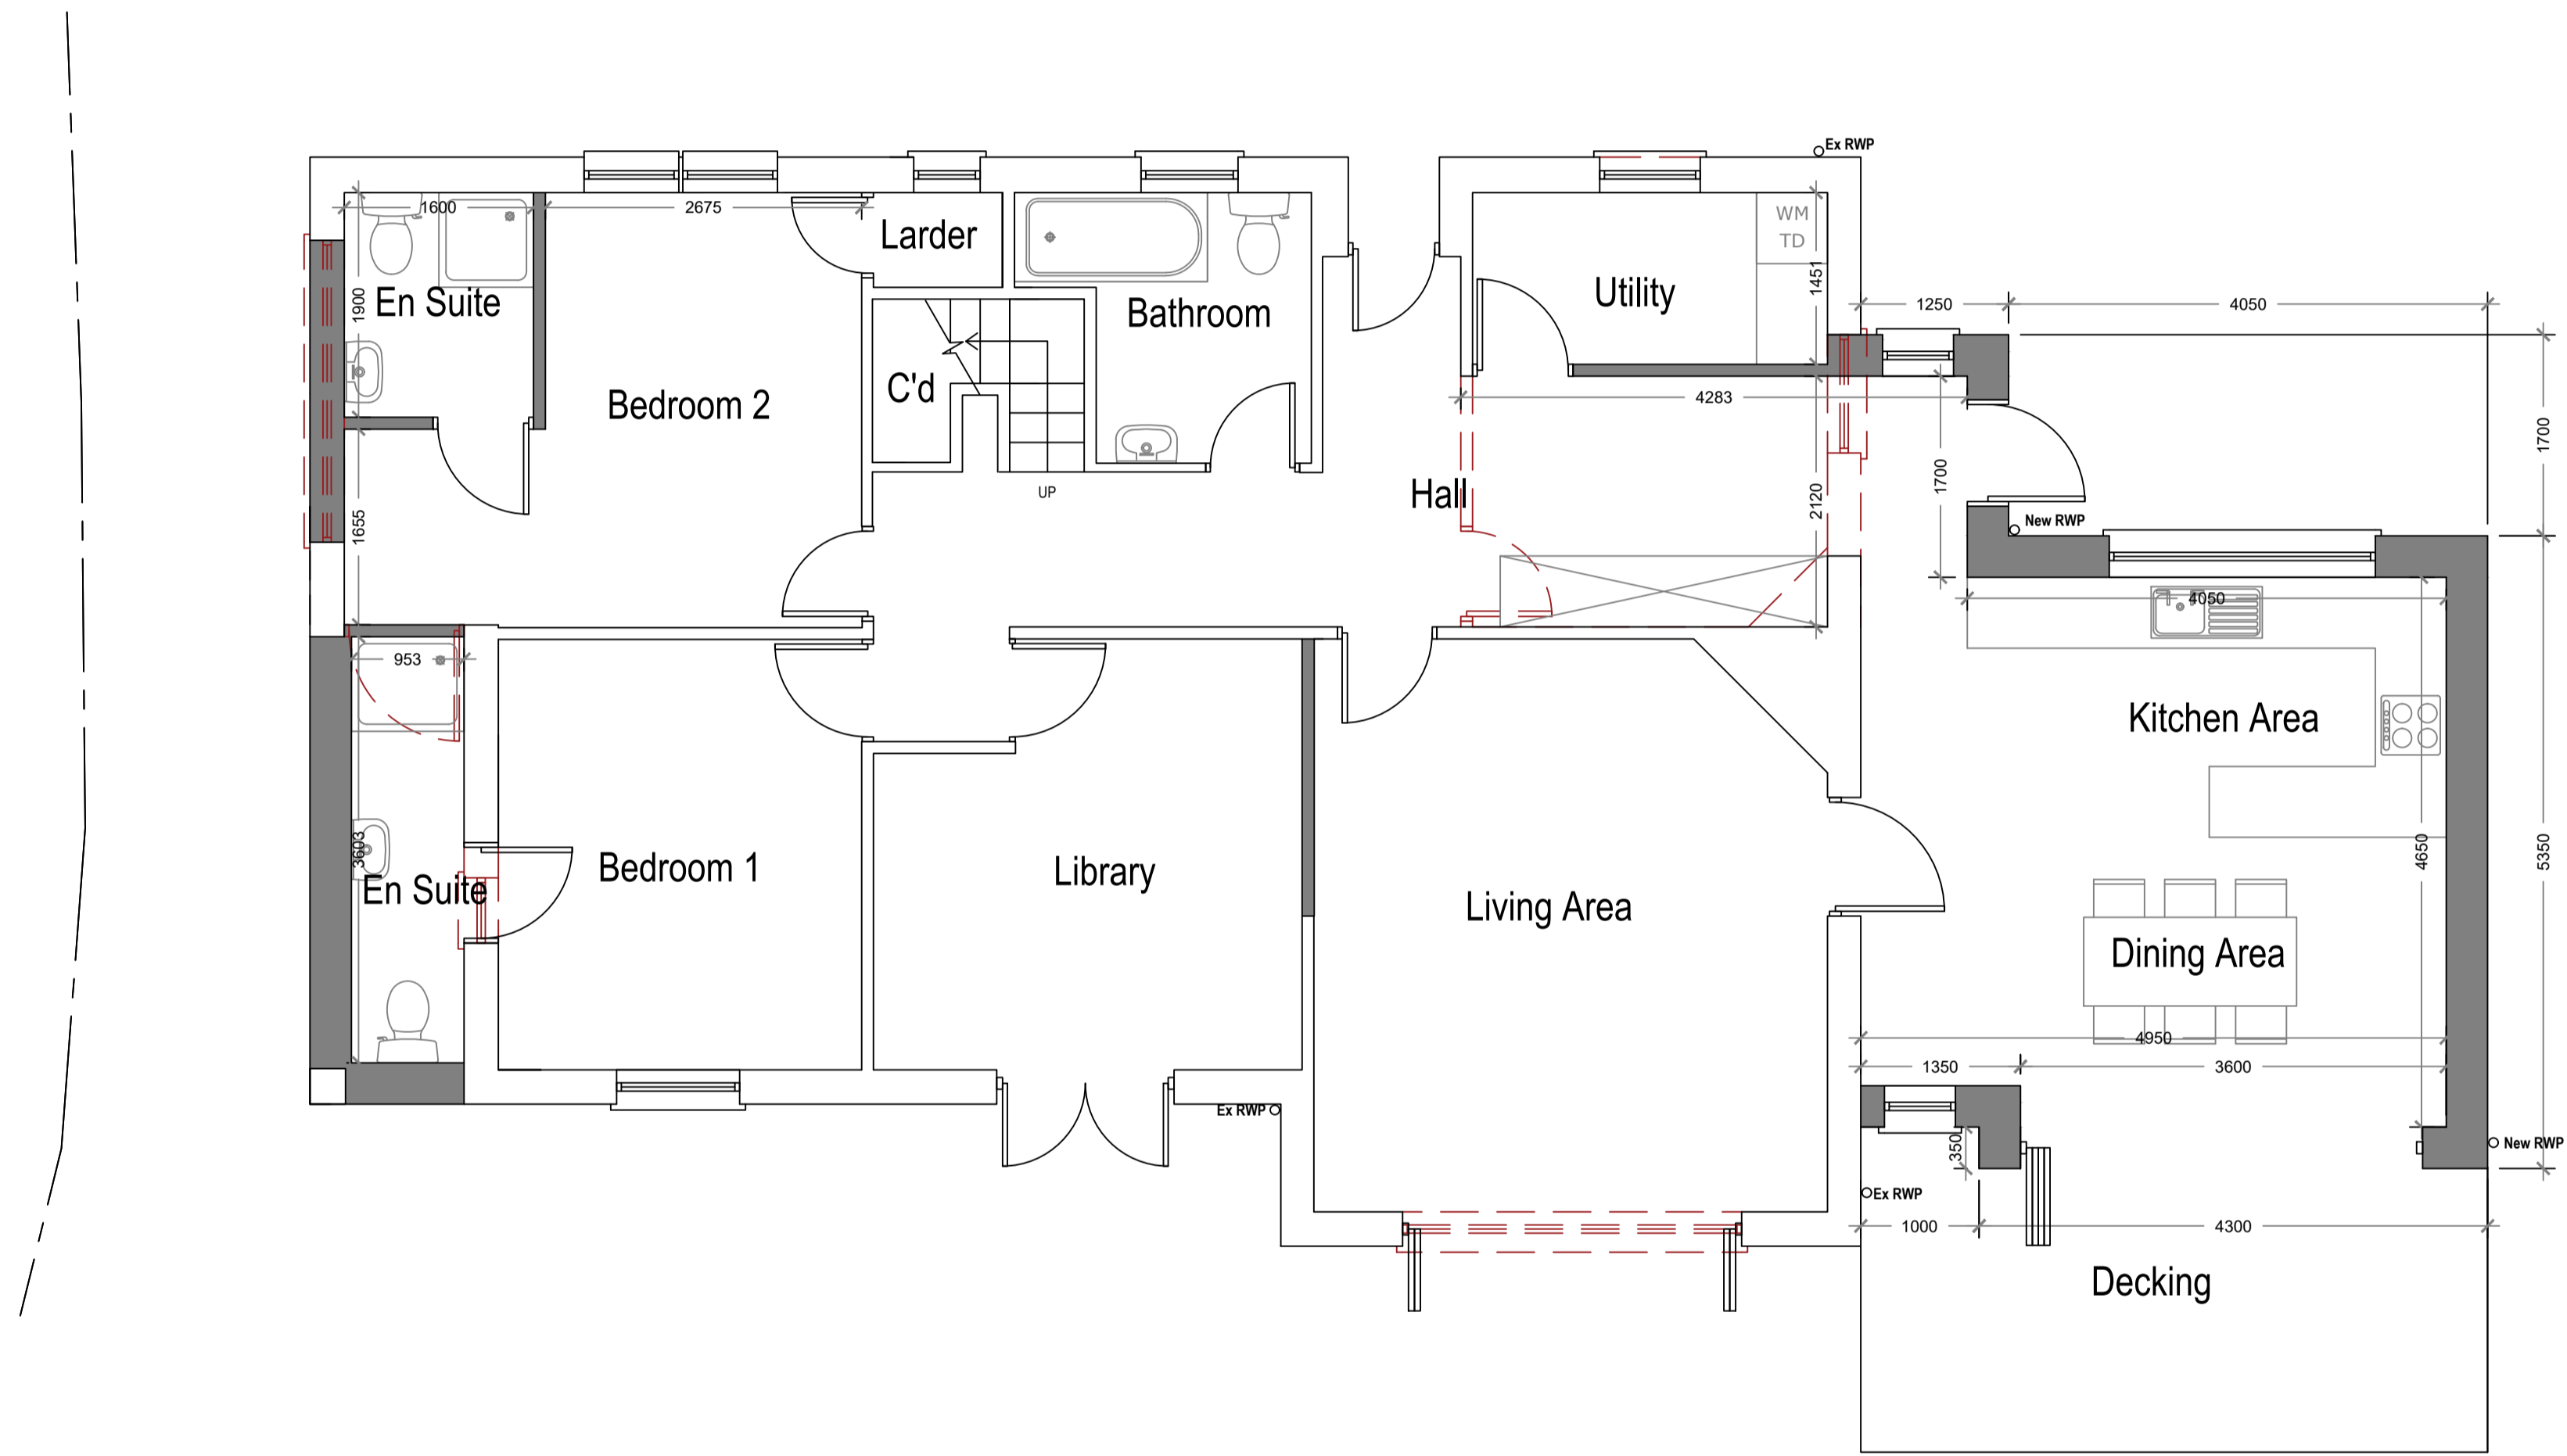 Ex RWP
1600
2675
Larder
WM
TD
En Suite
1900
Bathroom
Utility
1451
1250
4050
Bedroom 2
C'd
4283
1700
1700
Hall
UP
2120
1655
New RWP
4050
953
Kitchen Area
3603
En Suite
Bedroom 1
Library
Living Area
4650
5350
Dining Area
4950
1350
3600
Ex RWP
350
New RWP
Ex RWP
1000
4300
Decking